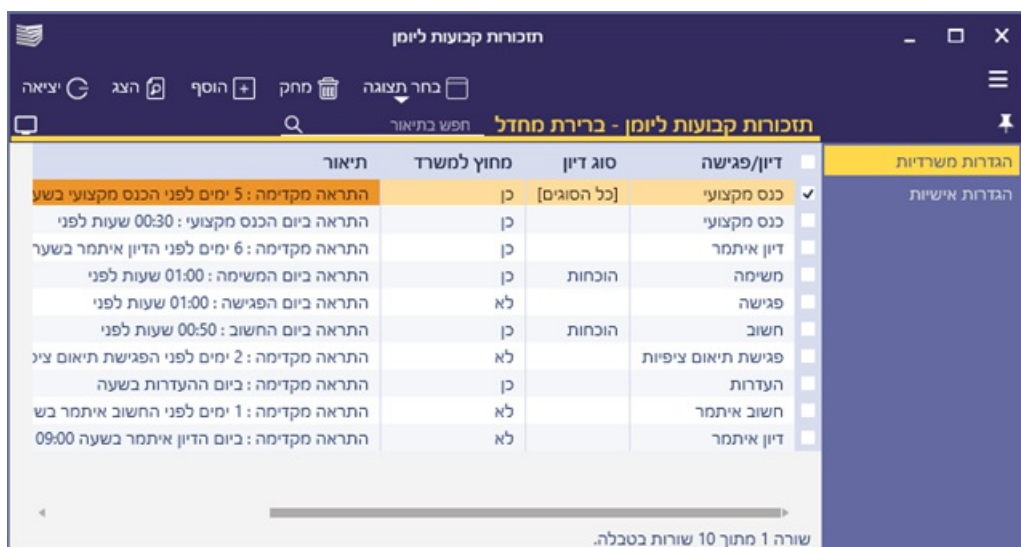 תזכורות קבועות ליומן
בחר תצוגה מחק הוסף הצג יציאה
תזכורות קבועות ליומן - ברירת מחדל חפש בתיאור
הגדרות משרדיות
הגדרות אישיות
דיון/פגישה סוג דיון מחוץ למשרד תיאור
כנס מקצועי [כל הסוגים] כן התראה מקדימה : 5 ימים לפני הכנס מקצועי בשע
כנס מקצועי כן התראה ביום הכנס מקצועי : 00:30 שעות לפני
דיון איתמר כן התראה מקדימה : 6 ימים לפני הדיון איתמר בשער
משימה הוכחות כן התראה ביום המשימה : 01:00 שעות לפני
פגישה לא התראה ביום הפגישה : 01:00 שעות לפני
חשוב הוכחות כן התראה ביום החשוב : 00:50 שעות לפני
פגישת תיאום ציפיות לא התראה מקדימה : 2 ימים לפני הפגישת תיאום ציפ
העדרות כן התראה מקדימה : ביום ההעדרות בשעה
חשוב איתמר לא התראה מקדימה : 1 ימים לפני החשוב איתמר בש
דיון איתמר לא התראה מקדימה : ביום הדיון איתמר בשעה 09:00
שורה 1 מתוך 10 שורות בטבלה.